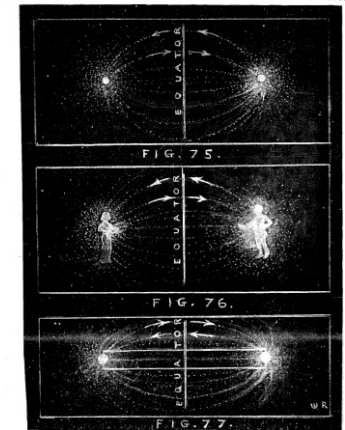 EQUATOR
FIG. 75.
EQUATOR
FIG. 76.
EQUATOR
WR
FIG. 77.